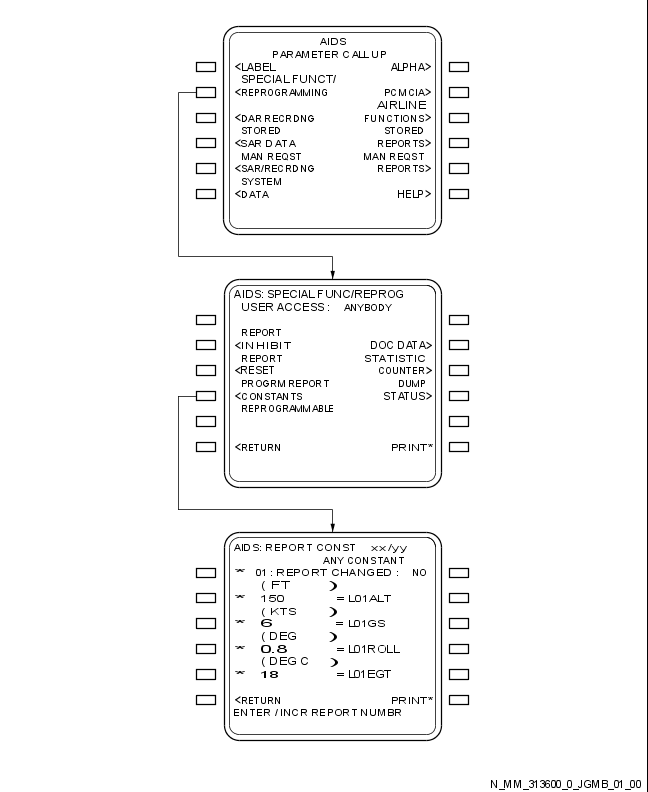 AIDS
PARAMETER CALL UP
<LABEL ALPHA>
SPECIAL FUNCT/
<REPROGRAMMING PCMCIA>
AIRLINE
<DAR RECRDNG FUNCTIONS>
STORED STORED
<SAR DATA REPORTS>
MAN REQST MAN REQST
<SAR/RECRDNG REPORTS>
SYSTEM
<DATA HELP>
AIDS: SPECIAL FUNC/REPROG
USER ACCESS : ANYBODY
REPORT
<INHIBIT DOC DATA>
REPORT STATISTIC
<RESET COUNTER>
PROGRM REPORT DUMP
<CONSTANTS STATUS>
REPROGRAMMABLE
<RETURN PRINT*
AIDS: REPORT CONST xx/yy
ANY CONSTANT
* 01 : REPORT CHANGED : NO
( FT )
* 150 = L01ALT
( KTS )
* 6 = L01GS
( DEG )
* 0.8 = L01ROLL
( DEG C )
* 18 = L01EGT
<RETURN PRINT*
ENTER / INCR REPORT NUMBR
N_MM_313600_0_JGMB_01_00